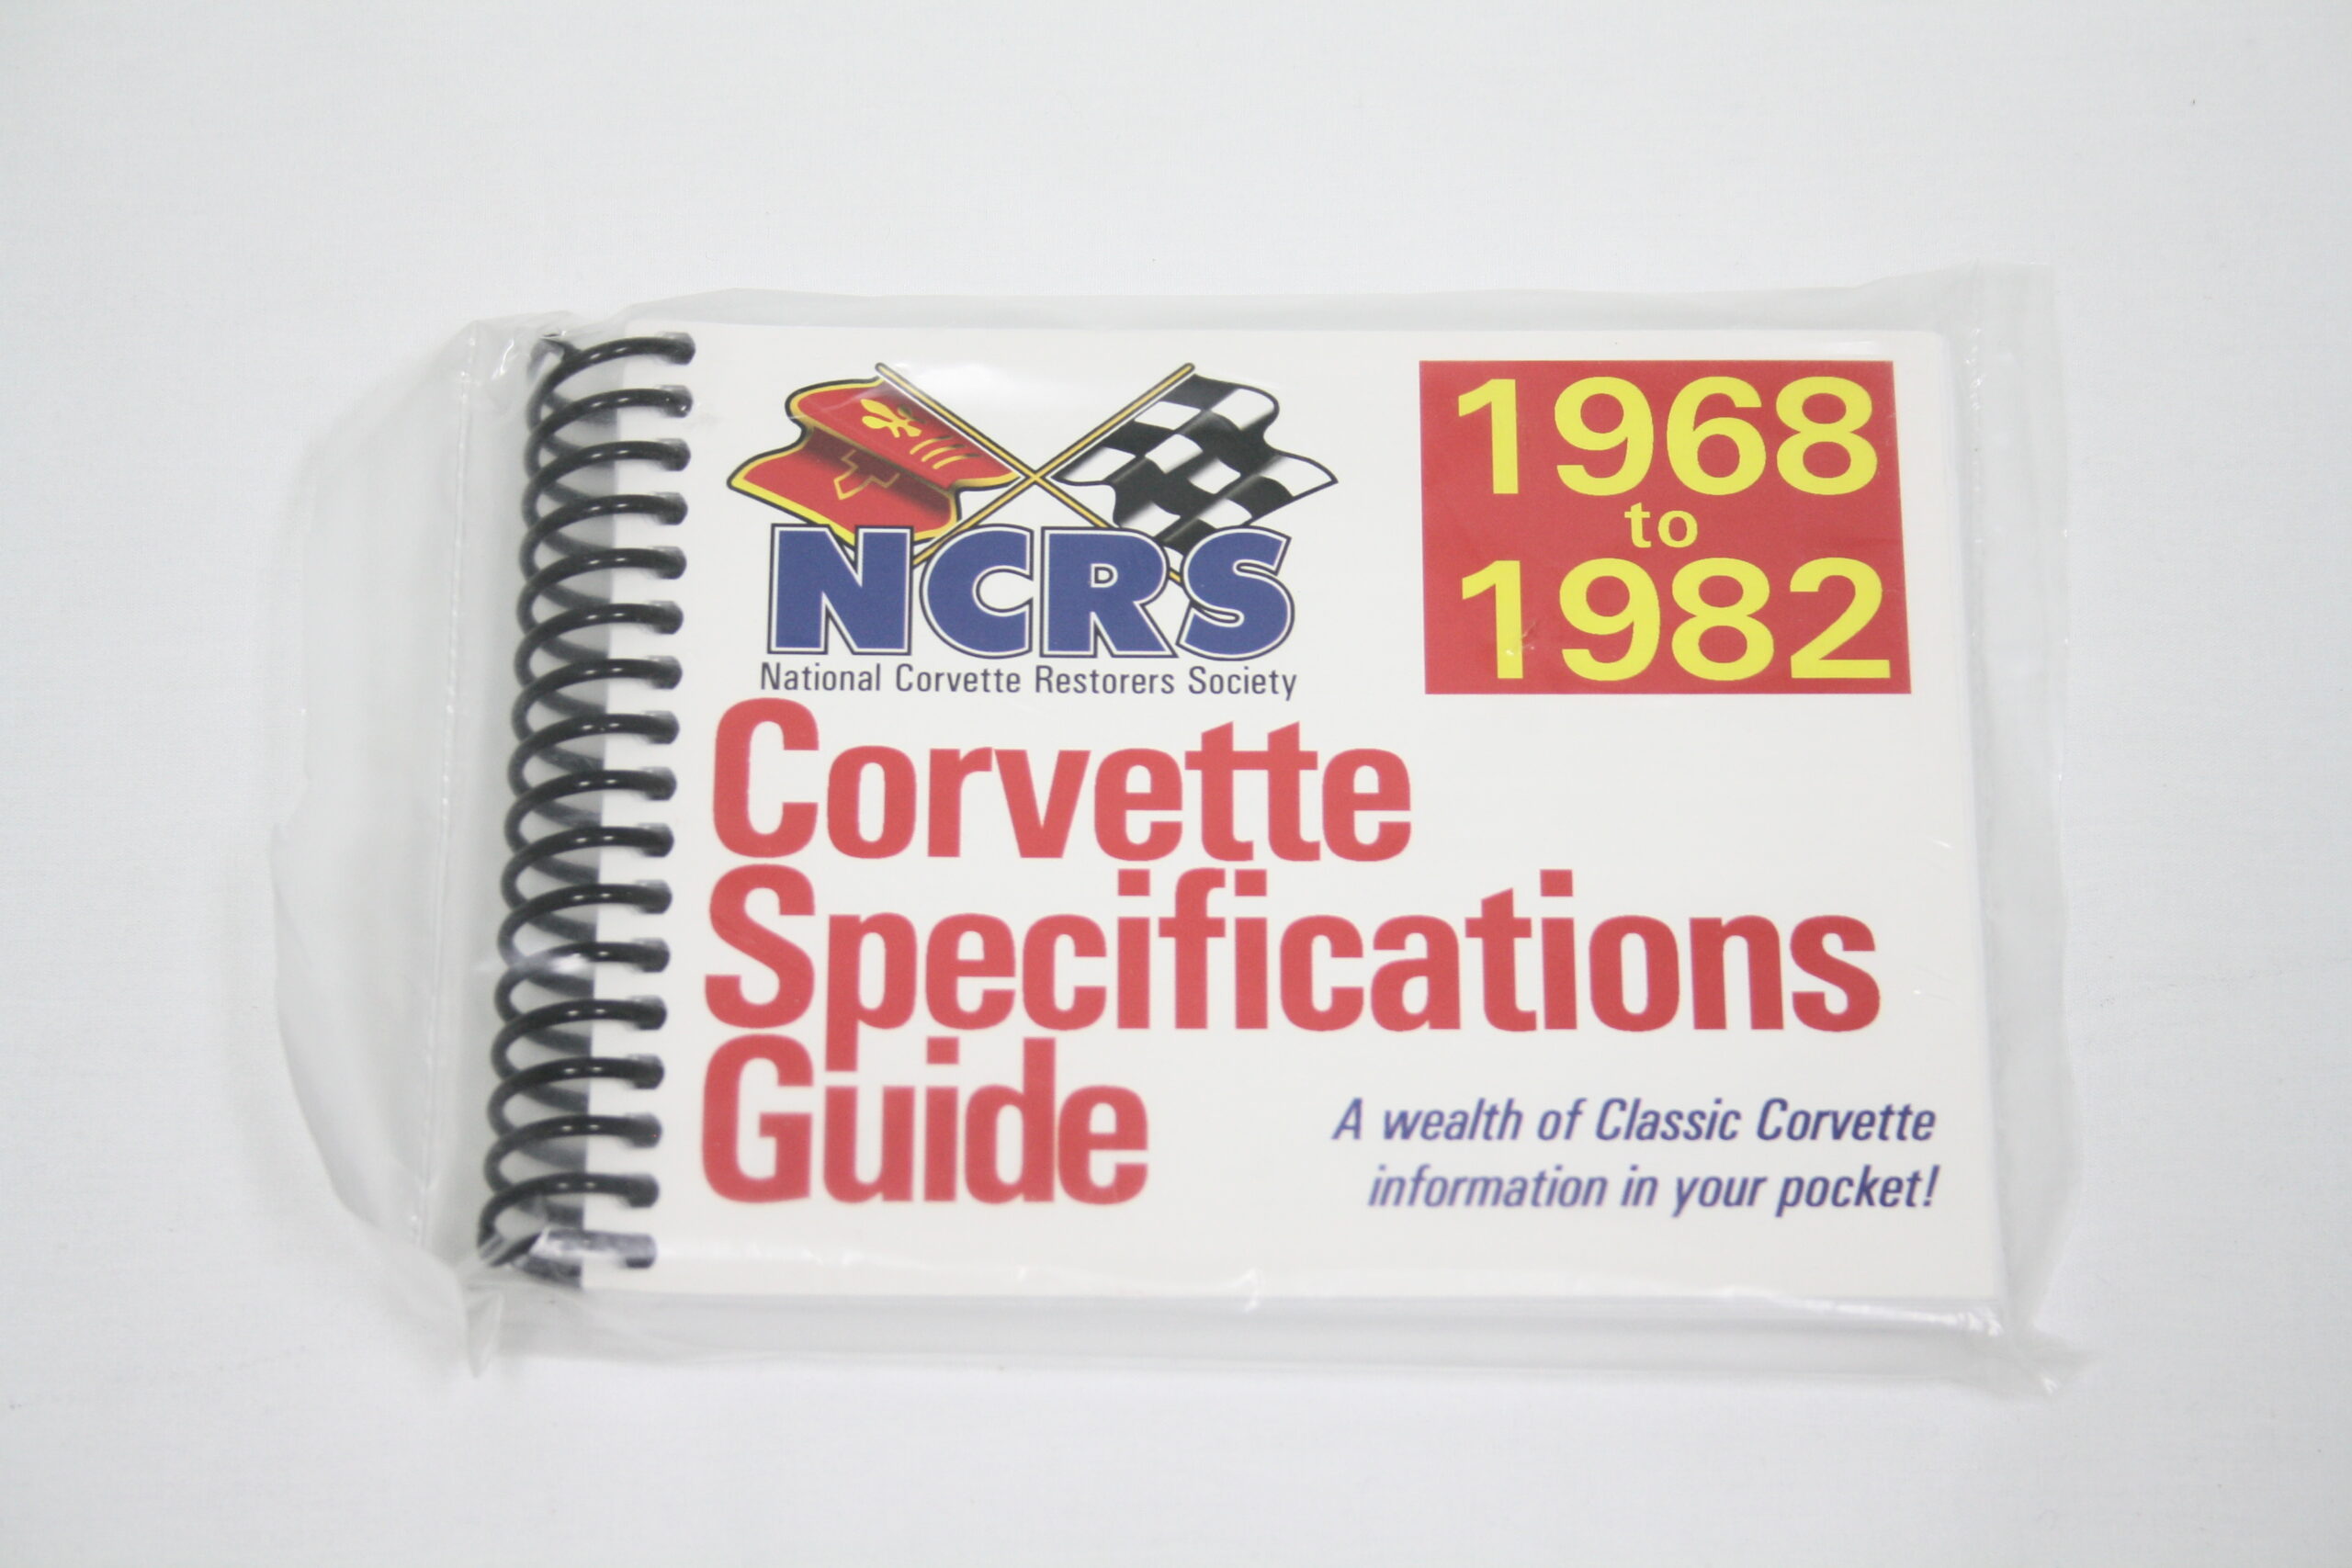 NCRS
National Corvette Restorers Society
1968
to
1982
Corvette
Specifications
Guide
A wealth of Classic Corvette
information in your pocket!